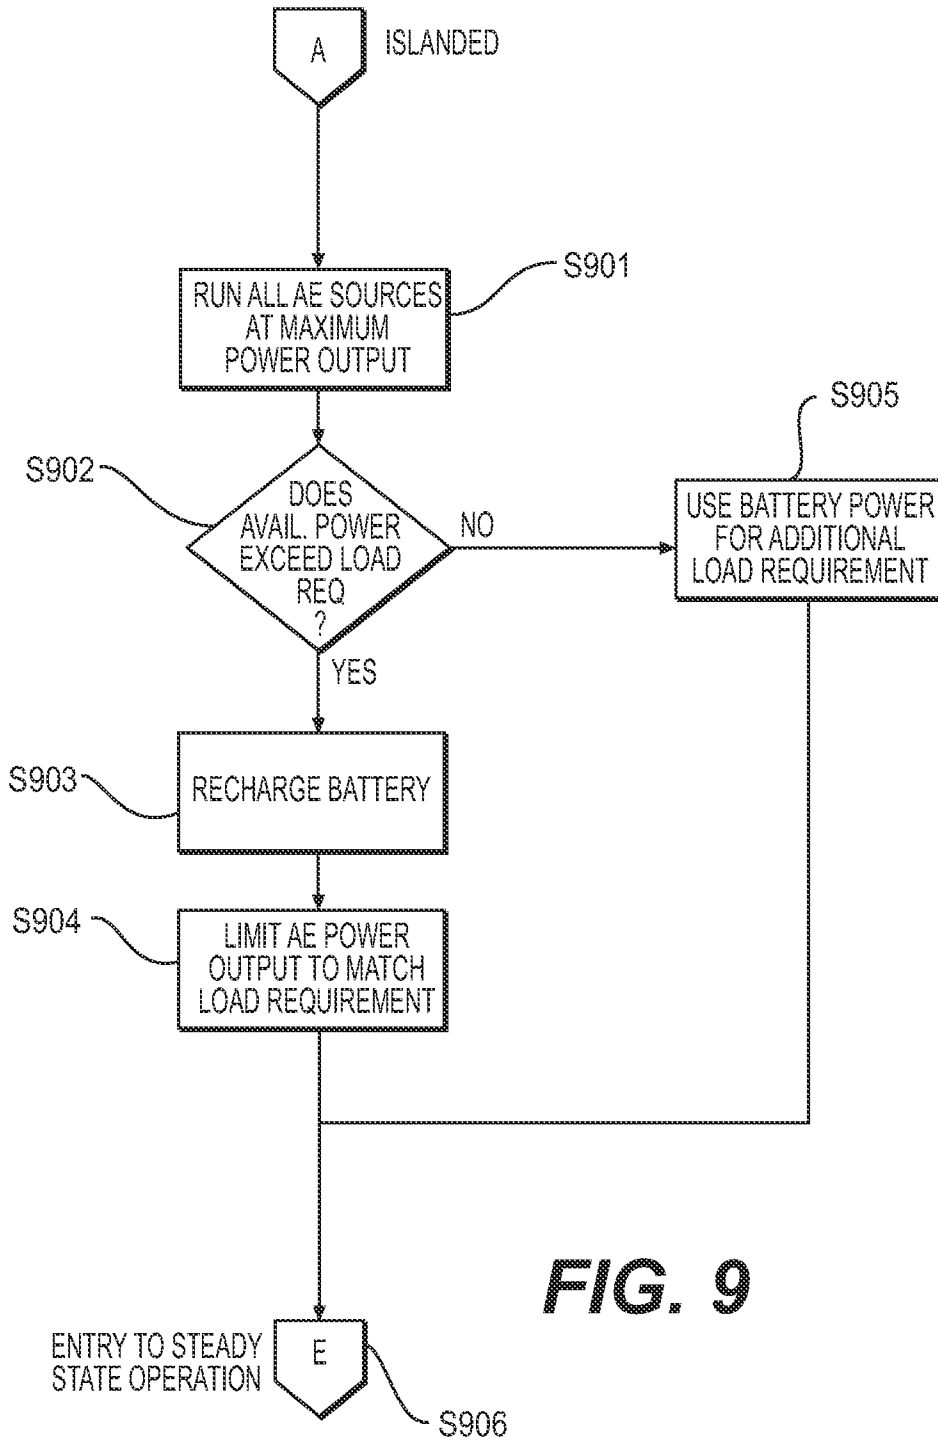 A
ISLANDED
S901
RUN ALL AE SOURCES
AT MAXIMUM
POWER OUTPUT
S905
S902
DOES
AVAIL. POWER
EXCEED LOAD
REQ
?
NO
USE BATTERY POWER
FOR ADDITIONAL
LOAD REQUIREMENT
YES
S903
RECHARGE BATTERY
S904
LIMIT AE POWER
OUTPUT TO MATCH
LOAD REQUIREMENT
FIG. 9
ENTRY TO STEADY
STATE OPERATION
E
S906